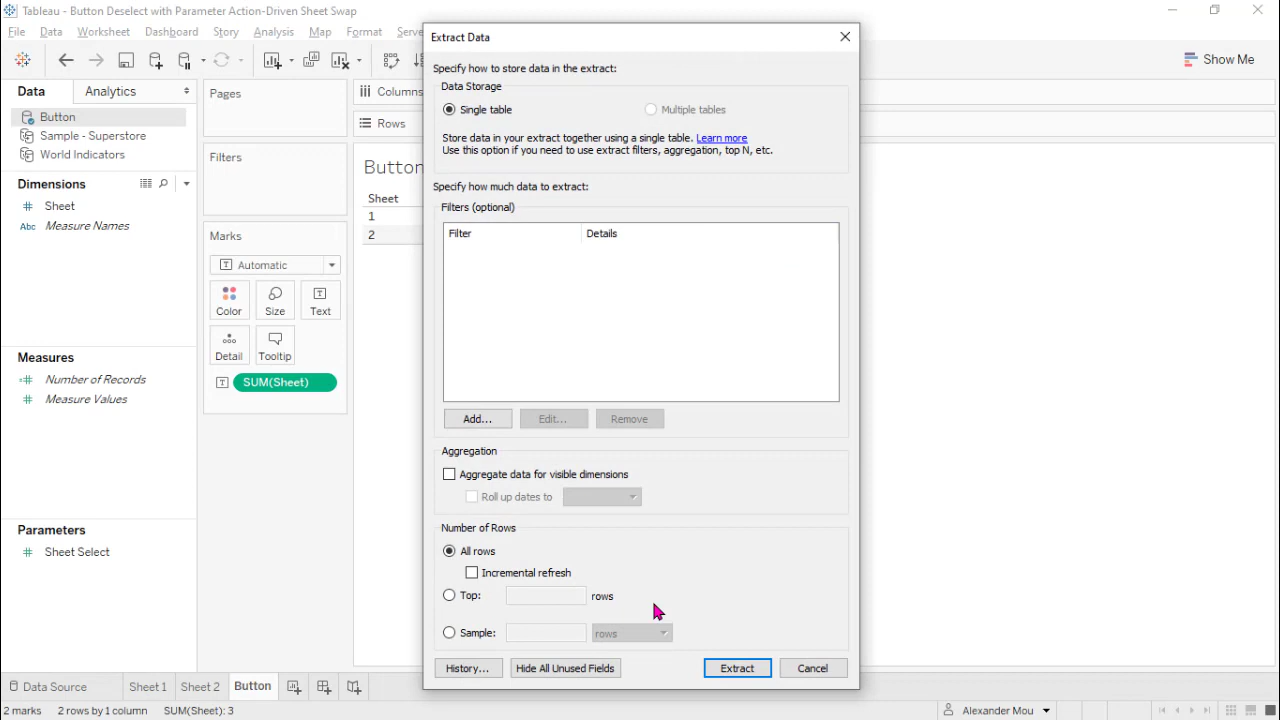 Tableau - Button Deselect with Parameter Action-Driven Sheet Swap
File Data Worksheet Dashboard Story Analysis Map Format
Show Me
Data Analytics
Button
Sample - Superstore
World Indicators
Dimensions
Sheet
Abc Measure Names
Measures
Number of Records
Measure Values
Parameters
Sheet Select
Pages
Filters
Marks
Automatic
Color Size Text
Detail Tooltip
SUM(Sheet)
Columns
Rows
Button
Sheet
1
2
Extract Data
Specify how to store data in the extract:
Data Storage
Single table Multiple tables
Store data in your extract together using a single table. Learn more
Use this option if you need to use extract filters, aggregation, top N, etc.
Specify how much data to extract:
Filters (optional)
Filter Details
Add... Edit... Remove
Aggregation
Aggregate data for visible dimensions
Roll up dates to
Number of Rows
All rows
Incremental refresh
Top: rows
Sample: rows
History... Hide All Unused Fields Extract Cancel
Data Source Sheet 1 Sheet 2 Button
2 marks 2 rows by 1 column SUM(Sheet): 3 Alexander Mou